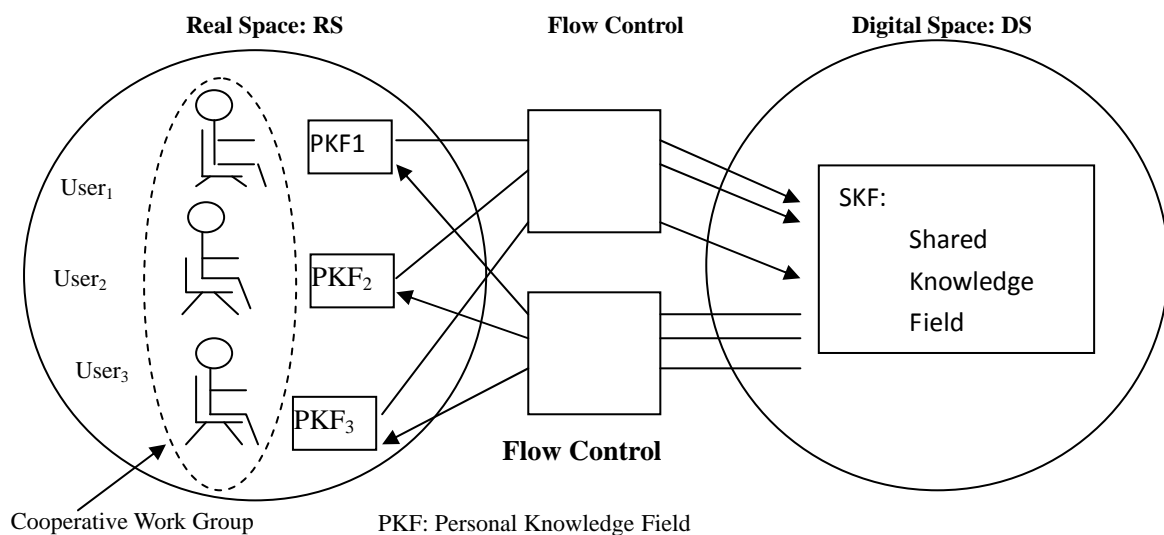 Real Space: RS
Flow Control
Digital Space: DS
PKF1
User₁
SKF:
Shared
Knowledge
Field
User₂
PKF₂
User₃
PKF₃
Flow Control
Cooperative Work Group
PKF: Personal Knowledge Field